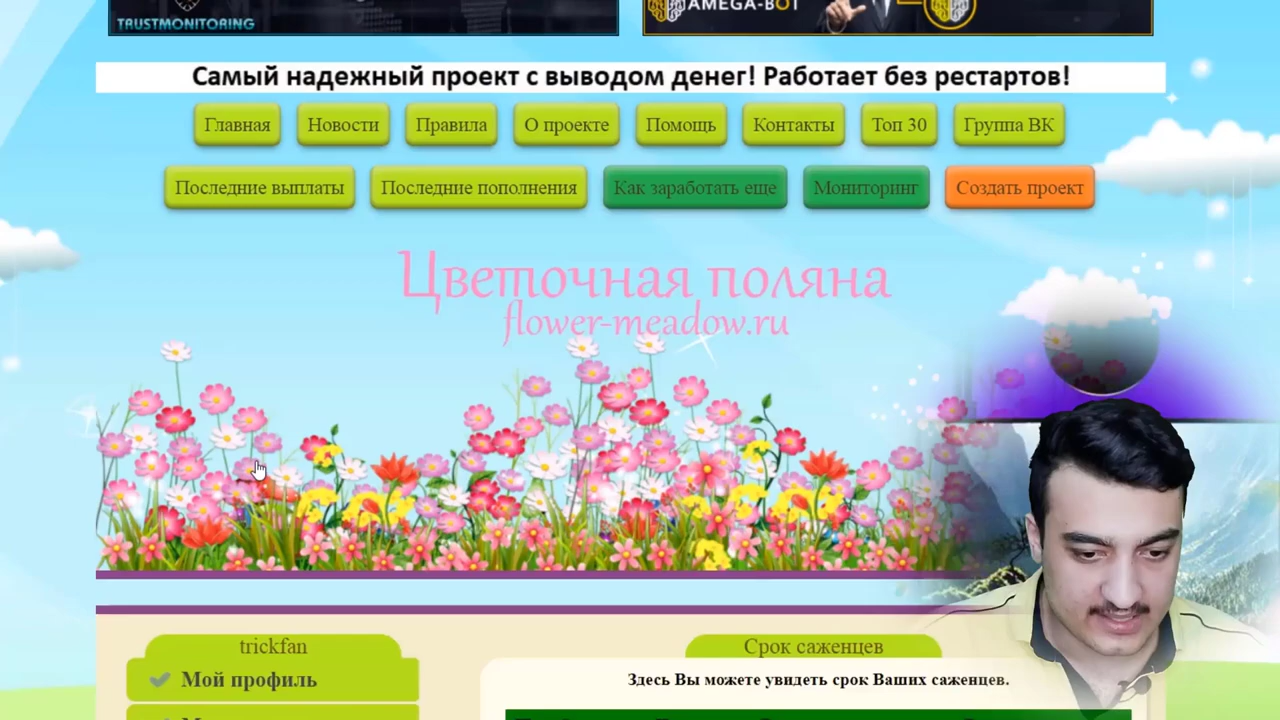 TRUSTMONITORING
AMEGA-BOT
Самый надежный проект с выводом денег! Работает без рестартов!
Главная
Новости
Правила
О проекте
Помощь
Контакты
Топ 30
Группа ВК
Последние выплаты
Последние пополнения
Как заработать еще
Мониторинг
Создать проект
Цветочная поляна
flower-meadow.ru
trickfan
Срок саженцев
Мой профиль
Здесь Вы можете увидеть срок Ваших саженцев.